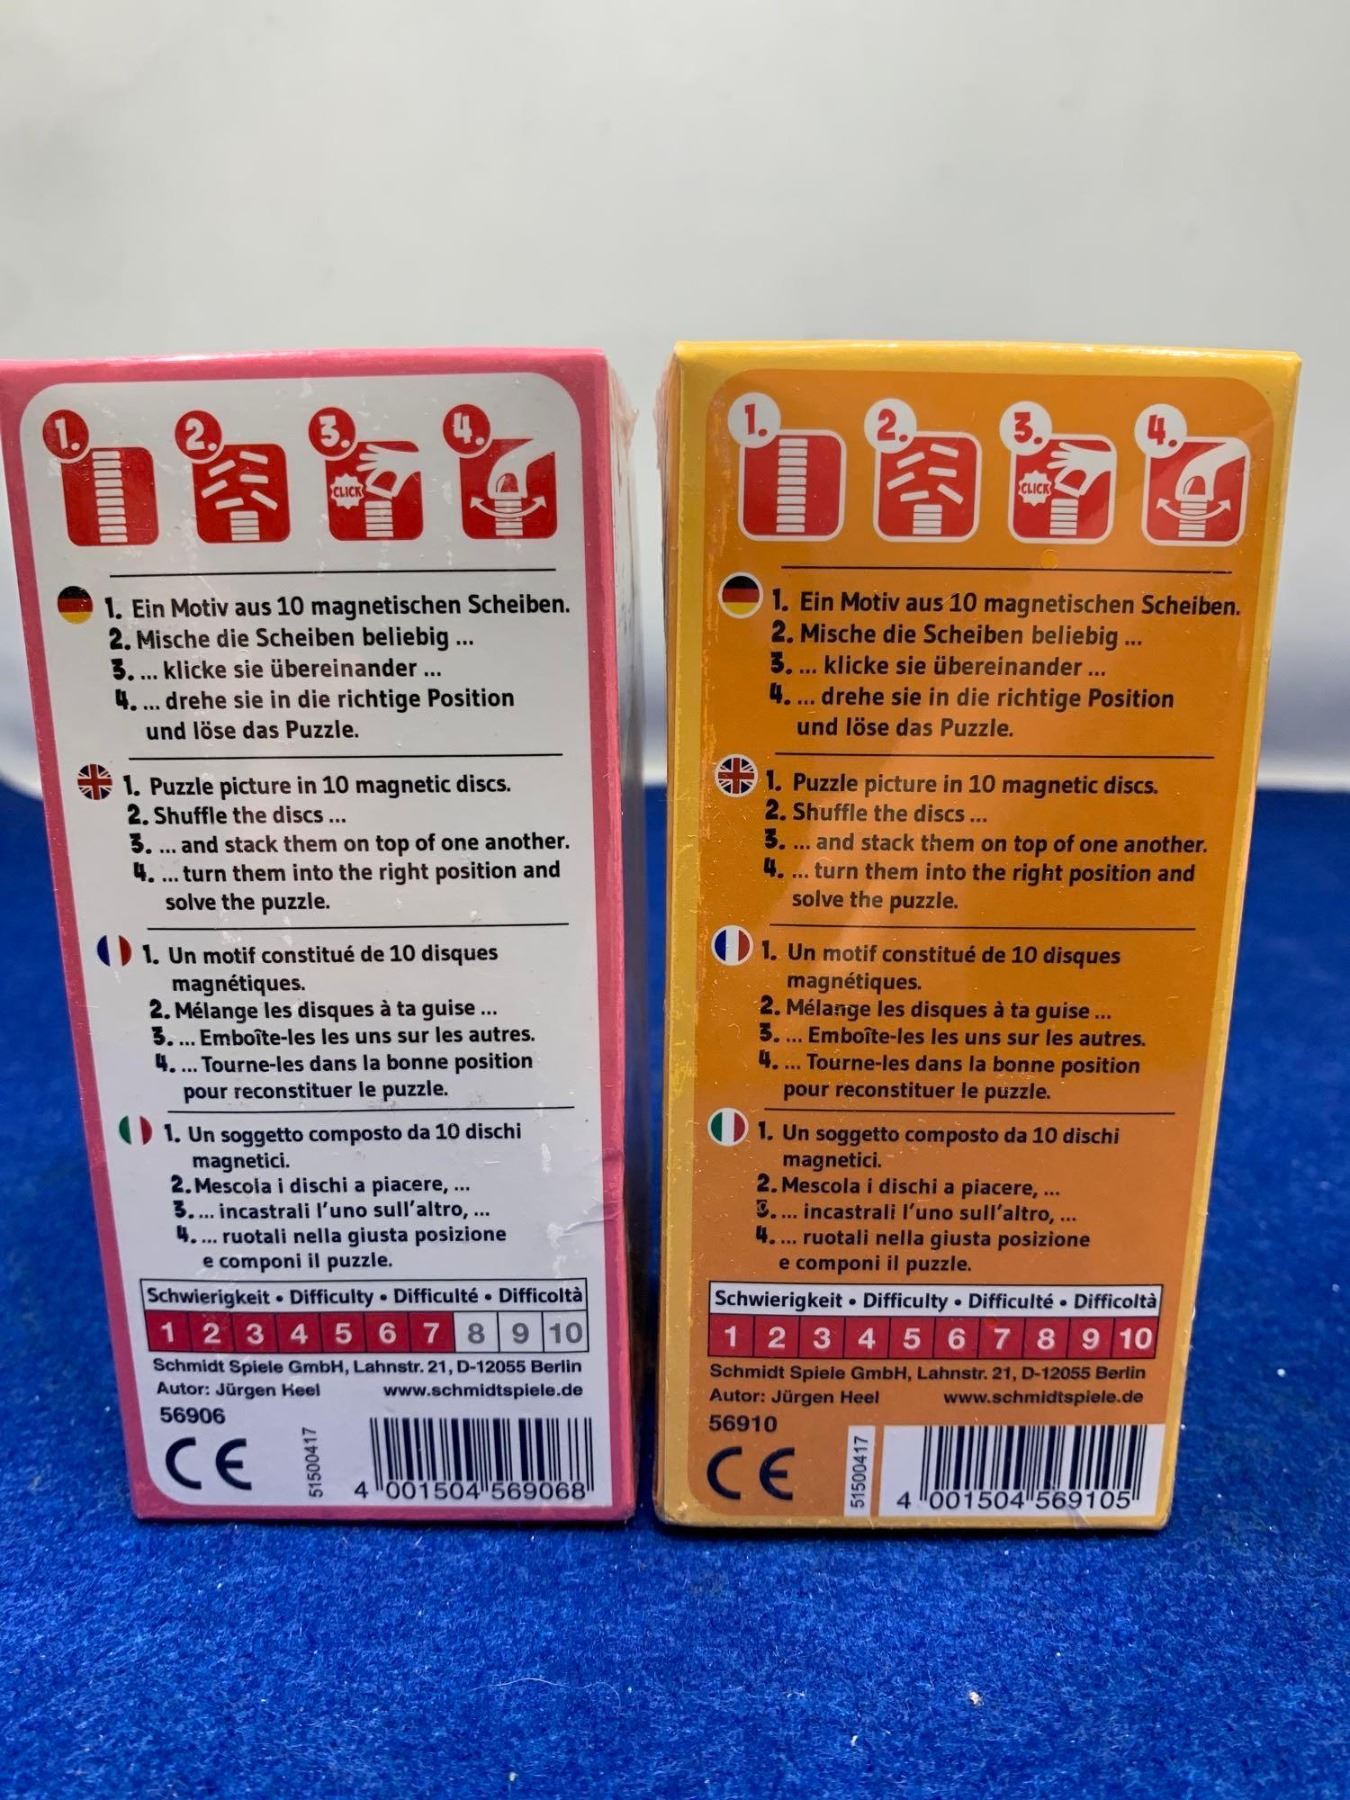 1.
2.
3.
4.
CLICK
1. Ein Motiv aus 10 magnetischen Scheiben.
2. Mische die Scheiben beliebig ...
3. ... klicke sie übereinander ...
4. ... drehe sie in die richtige Position
und löse das Puzzle.
1. Puzzle picture in 10 magnetic discs.
2. Shuffle the discs ...
3. ... and stack them on top of one another.
4. ... turn them into the right position and
solve the puzzle.
1. Un motif constitué de 10 disques
magnétiques.
2. Mélange les disques à ta guise ...
3. ... Emboîte-les les uns sur les autres.
4. ... Tourne-les dans la bonne position
pour reconstituer le puzzle.
1. Un soggetto composto da 10 dischi
magnetici.
2. Mescola i dischi a piacere, ...
3. ... incastrali l'uno sull'altro, ...
4. ... ruotali nella giusta posizione
e componi il puzzle.
Schwierigkeit • Difficulty • Difficulté • Difficoltà
1 2 3 4 5 6 7 8 9 10
Schmidt Spiele GmbH, Lahnstr. 21, D-12055 Berlin
Autor: Jürgen Heel www.schmidtspiele.de
56906
CE
51500417
4 001504 569068
1.
2.
3.
4.
CLICK
1. Ein Motiv aus 10 magnetischen Scheiben.
2. Mische die Scheiben beliebig ...
3. ... klicke sie übereinander ...
4. ... drehe sie in die richtige Position
und löse das Puzzle.
1. Puzzle picture in 10 magnetic discs.
2. Shuffle the discs ...
3. ... and stack them on top of one another.
4. ... turn them into the right position and
solve the puzzle.
1. Un motif constitué de 10 disques
magnétiques.
2. Mélange les disques à ta guise ...
3. ... Emboîte-les les uns sur les autres.
4. ... Tourne-les dans la bonne position
pour reconstituer le puzzle.
1. Un soggetto composto da 10 dischi
magnetici.
2. Mescola i dischi a piacere, ...
3. ... incastrali l'uno sull'altro, ...
4. ... ruotali nella giusta posizione
e componi il puzzle.
Schwierigkeit • Difficulty • Difficulté • Difficoltà
1 2 3 4 5 6 7 8 9 10
Schmidt Spiele GmbH, Lahnstr. 21, D-12055 Berlin
Autor: Jürgen Heel www.schmidtspiele.de
56910
CE
51500417
4 001504 569105